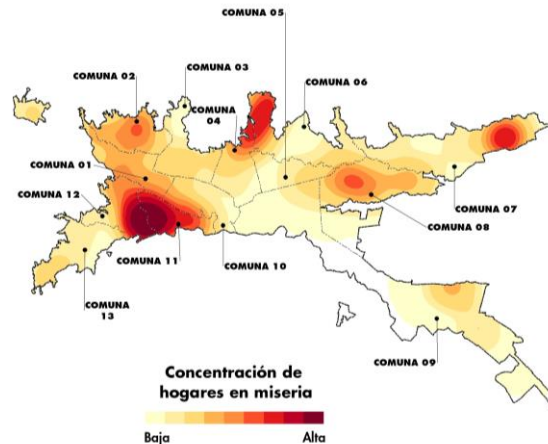 COMUNA 05
COMUNA 03
COMUNA 02
COMUNA 06
COMUNA
04
COMUNA 01
COMUNA
12
COMUNA 07
COMUNA 08
COMUNA
11
COMUNA 10
COMUNA
13
COMUNA 09
Concentración de
hogares en miseria
Baja
Alta